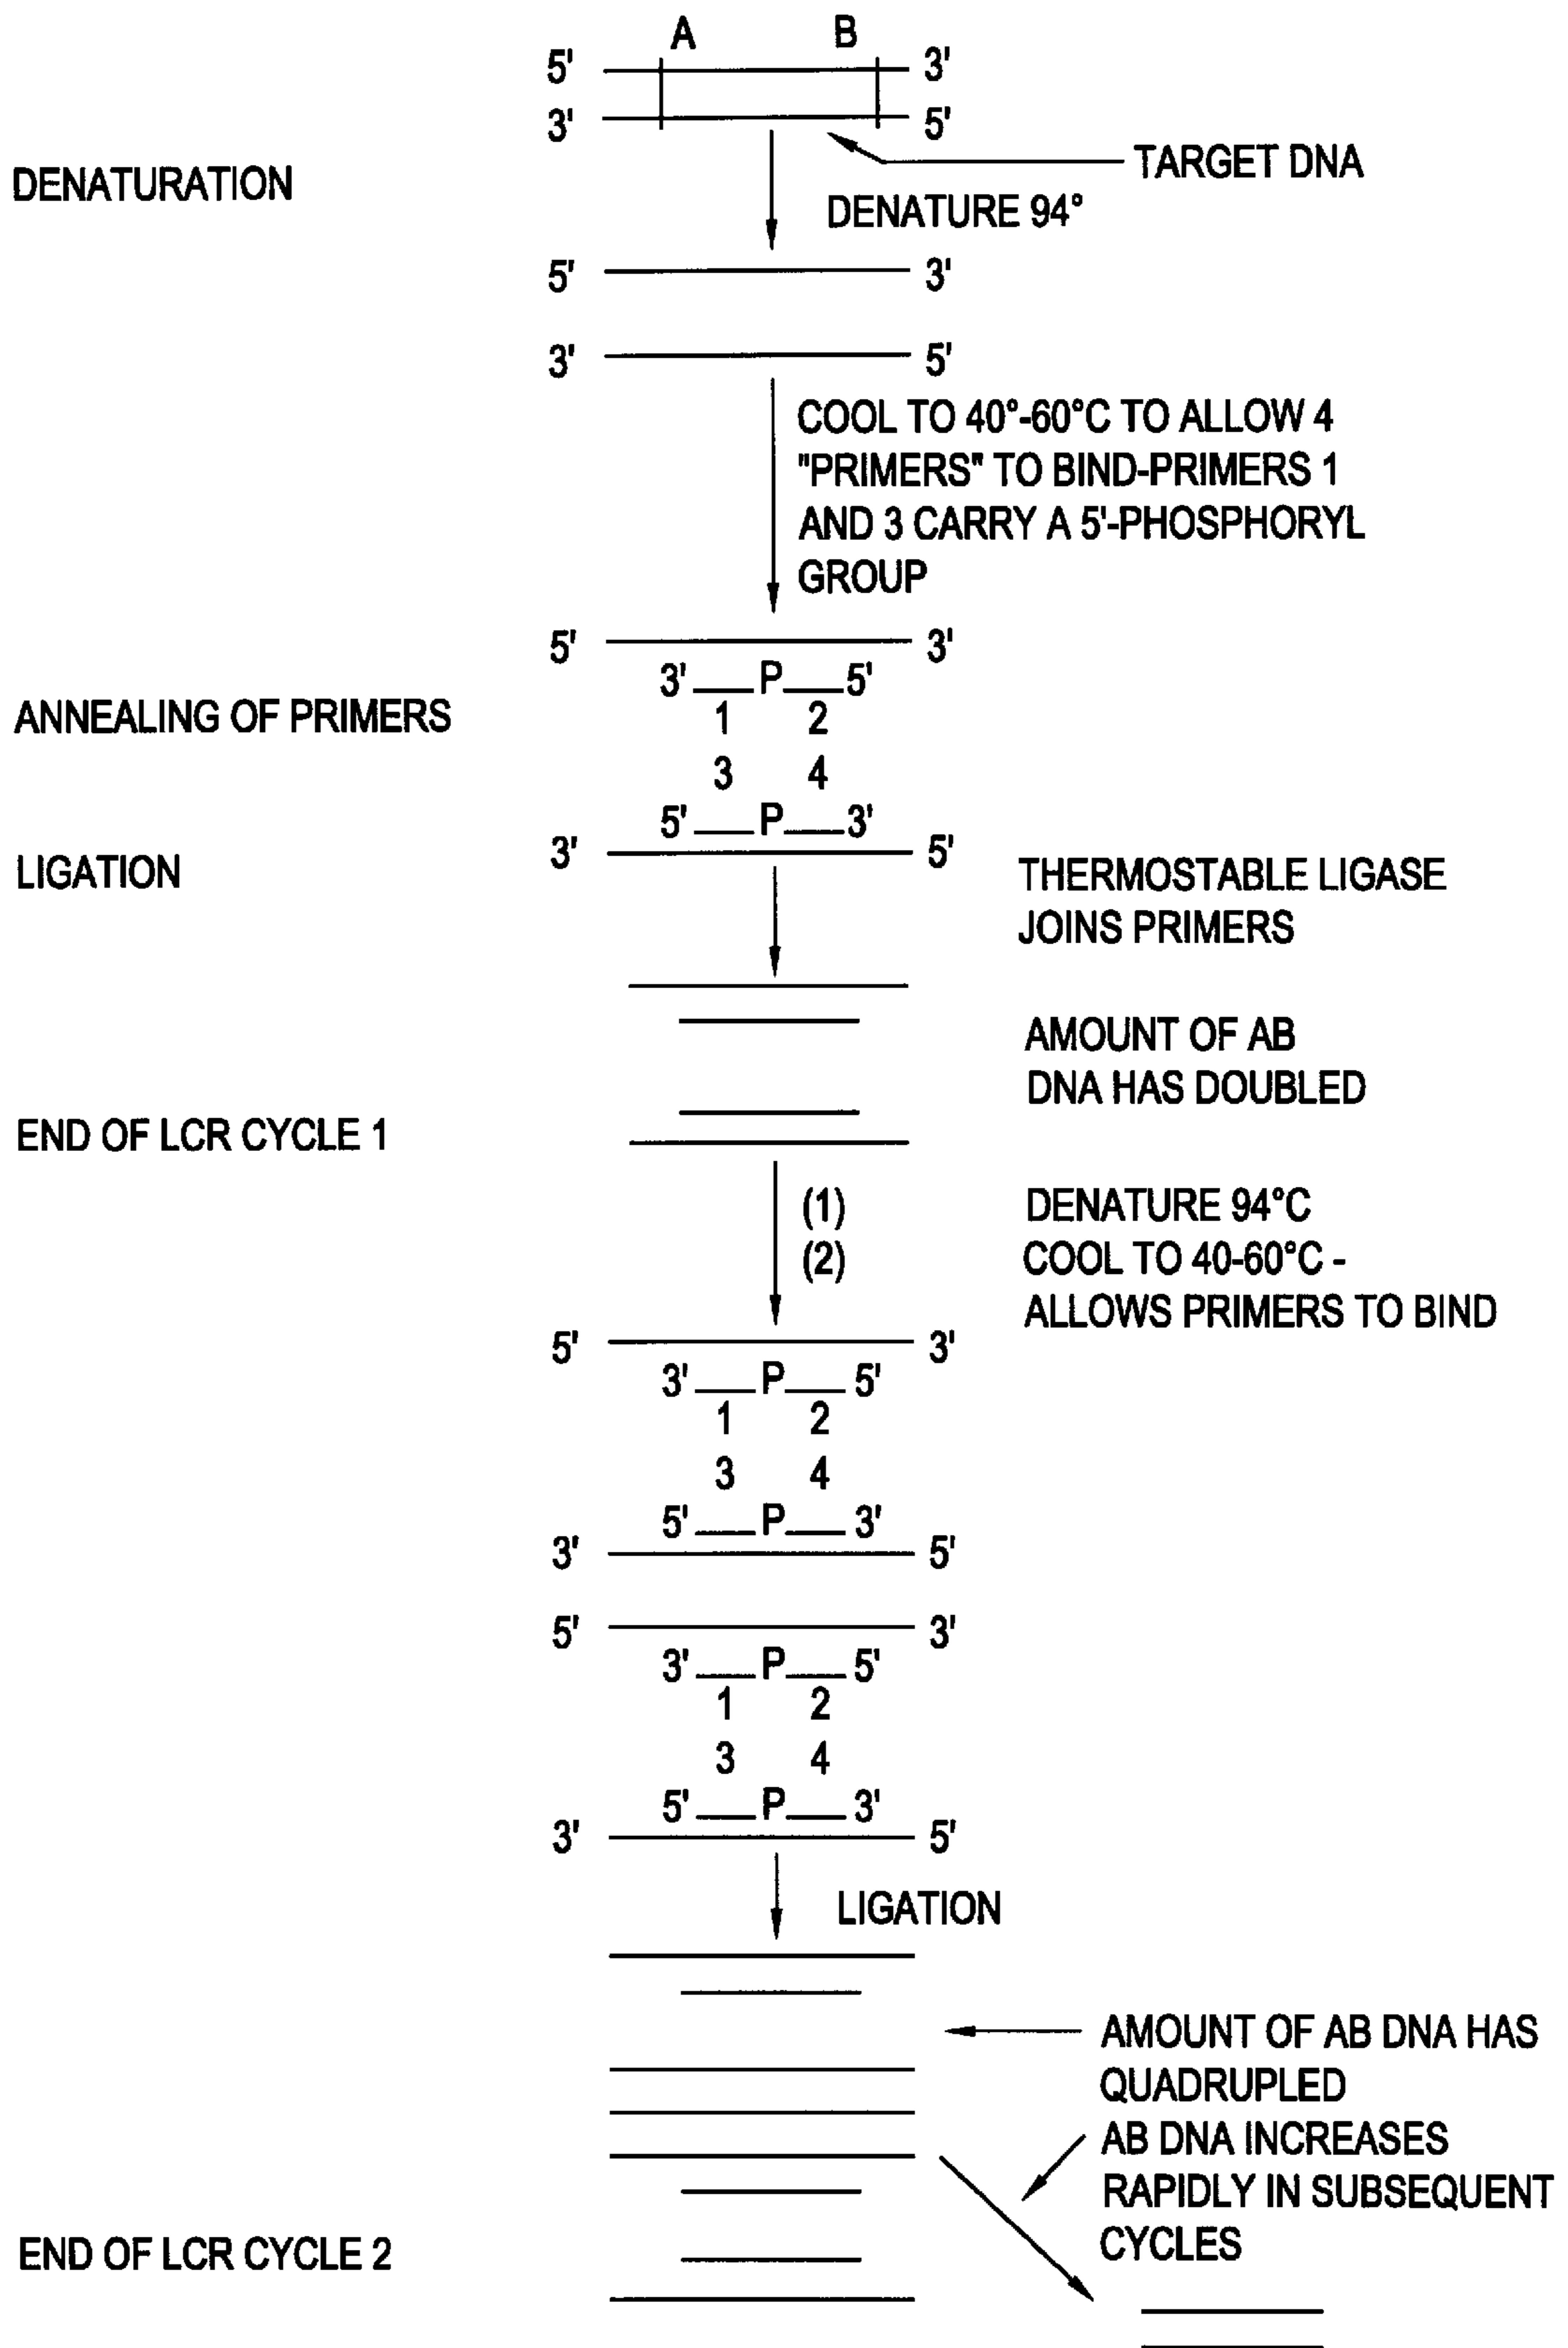 A B
5' 3'
3' 5'
TARGET DNA
DENATURATION
DENATURE 94°
5' 3'
3' 5'
COOL TO 40°-60°C TO ALLOW 4
"PRIMERS" TO BIND-PRIMERS 1
AND 3 CARRY A 5'-PHOSPHORYL
GROUP
5' 3'
3' P 5'
ANNEALING OF PRIMERS
1 2
3 4
5' P 3'
3' 5'
LIGATION
THERMOSTABLE LIGASE
JOINS PRIMERS
AMOUNT OF AB
DNA HAS DOUBLED
END OF LCR CYCLE 1
(1) DENATURE 94°C
(2) COOL TO 40-60°C -
ALLOWS PRIMERS TO BIND
5' 3'
3' P 5'
1 2
3 4
5' P 3'
3' 5'
5' 3'
3' P 5'
1 2
3 4
5' P 3'
3' 5'
LIGATION
AMOUNT OF AB DNA HAS
QUADRUPLED
AB DNA INCREASES
RAPIDLY IN SUBSEQUENT
CYCLES
END OF LCR CYCLE 2